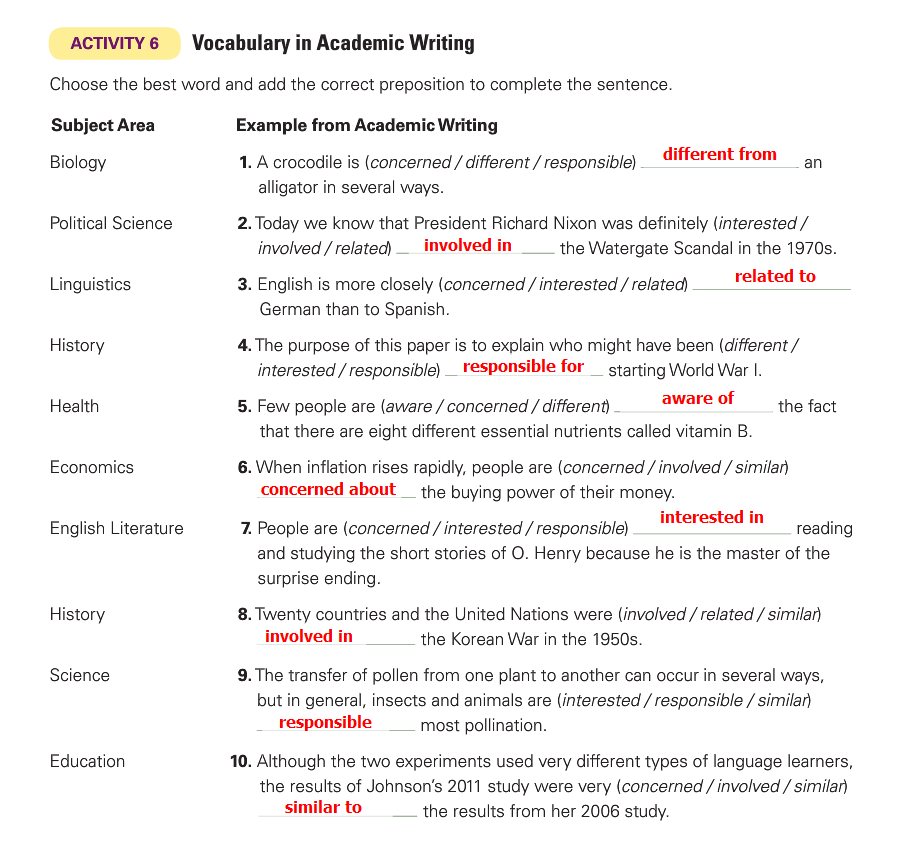 ACTIVITY 6 Vocabulary in Academic Writing
Choose the best word and add the correct preposition to complete the sentence.
Subject Area Example from Academic Writing
Biology 1. A crocodile is (concerned / different / responsible) different from an
alligator in several ways.
Political Science 2. Today we know that President Richard Nixon was definitely (interested /
involved / related) involved in the Watergate Scandal in the 1970s.
Linguistics 3. English is more closely (concerned / interested / related) related to
German than to Spanish.
History 4. The purpose of this paper is to explain who might have been (different /
interested / responsible) responsible for starting World War I.
Health 5. Few people are (aware / concerned / different) aware of the fact
that there are eight different essential nutrients called vitamin B.
Economics 6. When inflation rises rapidly, people are (concerned / involved / similar)
concerned about the buying power of their money.
English Literature 7. People are (concerned / interested / responsible) interested in reading
and studying the short stories of O. Henry because he is the master of the
surprise ending.
History 8. Twenty countries and the United Nations were (involved / related / similar)
involved in the Korean War in the 1950s.
Science 9. The transfer of pollen from one plant to another can occur in several ways,
but in general, insects and animals are (interested / responsible / similar)
responsible most pollination.
Education 10. Although the two experiments used very different types of language learners,
the results of Johnson's 2011 study were very (concerned / involved / similar)
similar to the results from her 2006 study.